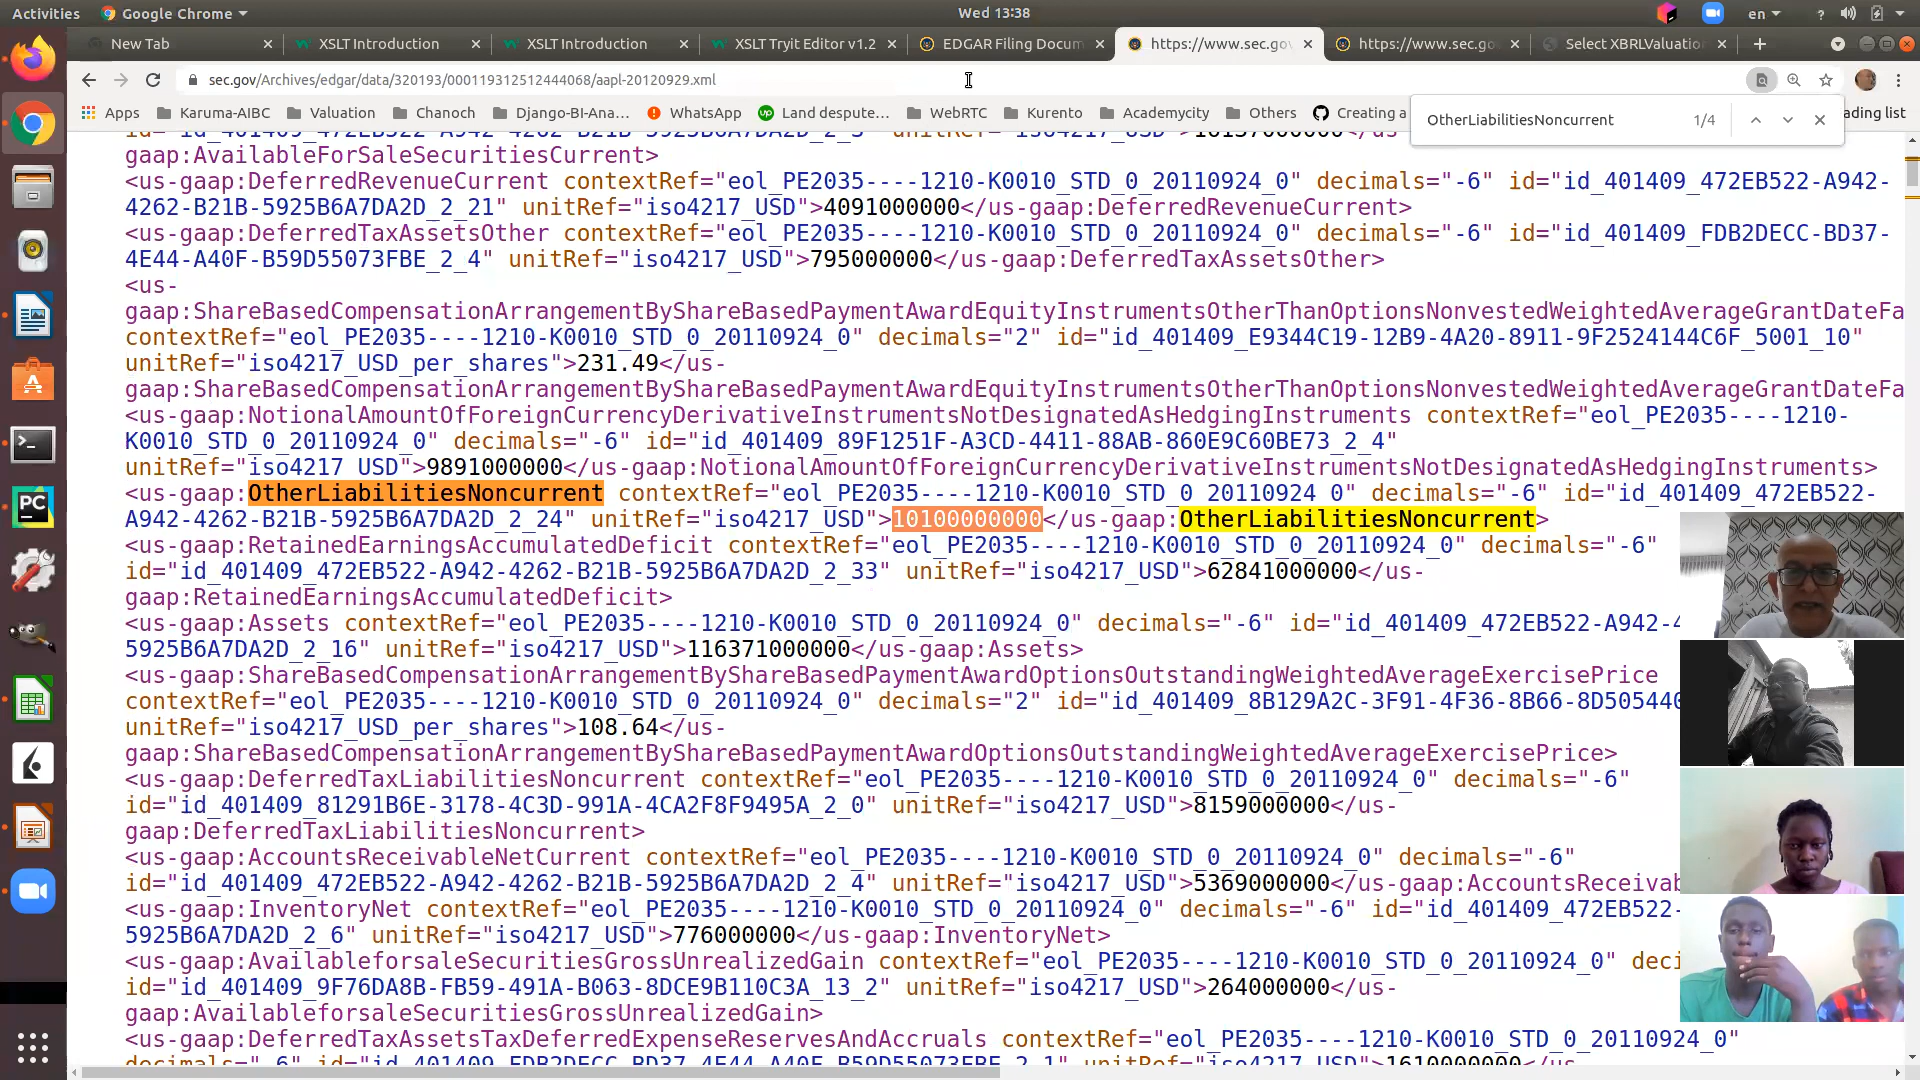 Activities
Google Chrome
Wed 13:38
en
New Tab
XSLT Introduction
XSLT Introduction
XSLT Tryit Editor v1.2
EDGAR Filing Docum
https://www.sec.go
https://www.sec.go
Select XBRLValuatio
sec.gov/Archives/edgar/data/320193/000119312512444068/aapl-20120929.xml
Apps
Karuma-AIBC
Valuation
Chanoch
Django-BI-Ana...
WhatsApp
Land despute...
WebRTC
Kurento
Academycity
Others
Creating a
ading list
OtherLiabilitiesNoncurrent 1/4
gaap:AvailableForSaleSecuritiesCurrent>
<us-gaap:DeferredRevenueCurrent contextRef="eol_PE2035----1210-K0010_STD_0_20110924_0" decimals="-6" id="id_401409_472EB522-A942-
4262-B21B-5925B6A7DA2D_2_21" unitRef="iso4217_USD">4091000000</us-gaap:DeferredRevenueCurrent>
<us-gaap:DeferredTaxAssetsOther contextRef="eol_PE2035----1210-K0010_STD_0_20110924_0" decimals="-6" id="id_401409_FDB2DECC-BD37-
4E44-A40F-B59D55073FBE_2_4" unitRef="iso4217_USD">795000000</us-gaap:DeferredTaxAssetsOther>
<us-
gaap:ShareBasedCompensationArrangementByShareBasedPaymentAwardEquityInstrumentsOtherThanOptionsNonvestedWeightedAverageGrantDateFa
contextRef="eol_PE2035----1210-K0010_STD_0_20110924_0" decimals="2" id="id_401409_E9344C19-12B9-4A20-8911-9F2524144C6F_5001_10"
unitRef="iso4217_USD_per_shares">231.49</us-
gaap:ShareBasedCompensationArrangementByShareBasedPaymentAwardEquityInstrumentsOtherThanOptionsNonvestedWeightedAverageGrantDateFa
<us-gaap:NotionalAmountOfForeignCurrencyDerivativeInstrumentsNotDesignatedAsHedgingInstruments contextRef="eol_PE2035----1210-
K0010_STD_0_20110924_0" decimals="-6" id="id_401409_89F1251F-A3CD-4411-88AB-860E9C60BE73_2_4"
unitRef="iso4217_USD">9891000000</us-gaap:NotionalAmountOfForeignCurrencyDerivativeInstrumentsNotDesignatedAsHedgingInstruments>
<us-gaap:OtherLiabilitiesNoncurrent contextRef="eol_PE2035----1210-K0010_STD_0_20110924_0" decimals="-6" id="id_401409_472EB522-
A942-4262-B21B-5925B6A7DA2D_2_24" unitRef="iso4217_USD">10100000000</us-gaap:OtherLiabilitiesNoncurrent>
<us-gaap:RetainedEarningsAccumulatedDeficit contextRef="eol_PE2035----1210-K0010_STD_0_20110924_0" decimals="-6"
id="id_401409_472EB522-A942-4262-B21B-5925B6A7DA2D_2_33" unitRef="iso4217_USD">62841000000</us-
gaap:RetainedEarningsAccumulatedDeficit>
<us-gaap:Assets contextRef="eol_PE2035----1210-K0010_STD_0_20110924_0" decimals="-6" id="id_401409_472EB522-A942-4
5925B6A7DA2D_2_16" unitRef="iso4217_USD">116371000000</us-gaap:Assets>
<us-gaap:ShareBasedCompensationArrangementByShareBasedPaymentAwardOptionsOutstandingWeightedAverageExercisePrice
contextRef="eol_PE2035----1210-K0010_STD_0_20110924_0" decimals="2" id="id_401409_8B129A2C-3F91-4F36-8B66-8D505440
unitRef="iso4217_USD_per_shares">108.64</us-
gaap:ShareBasedCompensationArrangementByShareBasedPaymentAwardOptionsOutstandingWeightedAverageExercisePrice>
<us-gaap:DeferredTaxLiabilitiesNoncurrent contextRef="eol_PE2035----1210-K0010_STD_0_20110924_0" decimals="-6"
id="id_401409_81291B6E-3178-4C3D-991A-4CA2F8F9495A_2_0" unitRef="iso4217_USD">8159000000</us-
gaap:DeferredTaxLiabilitiesNoncurrent>
<us-gaap:AccountsReceivableNetCurrent contextRef="eol_PE2035----1210-K0010_STD_0_20110924_0" decimals="-6"
id="id_401409_472EB522-A942-4262-B21B-5925B6A7DA2D_2_4" unitRef="iso4217_USD">5369000000</us-gaap:AccountsReceivab
<us-gaap:InventoryNet contextRef="eol_PE2035----1210-K0010_STD_0_20110924_0" decimals="-6" id="id_401409_472EB522-
5925B6A7DA2D_2_6" unitRef="iso4217_USD">776000000</us-gaap:InventoryNet>
<us-gaap:AvailableforsaleSecuritiesGrossUnrealizedGain contextRef="eol_PE2035----1210-K0010_STD_0_20110924_0" deci
id="id_401409_9F76DA8B-FB59-491A-B063-8DCE9B110C3A_13_2" unitRef="iso4217_USD">264000000</us-
gaap:AvailableforsaleSecuritiesGrossUnrealizedGain>
<us-gaap:DeferredTaxAssetsTaxDeferredExpenseReservesAndAccruals contextRef="eol_PE2035----1210-K0010_STD_0_20110924_0"